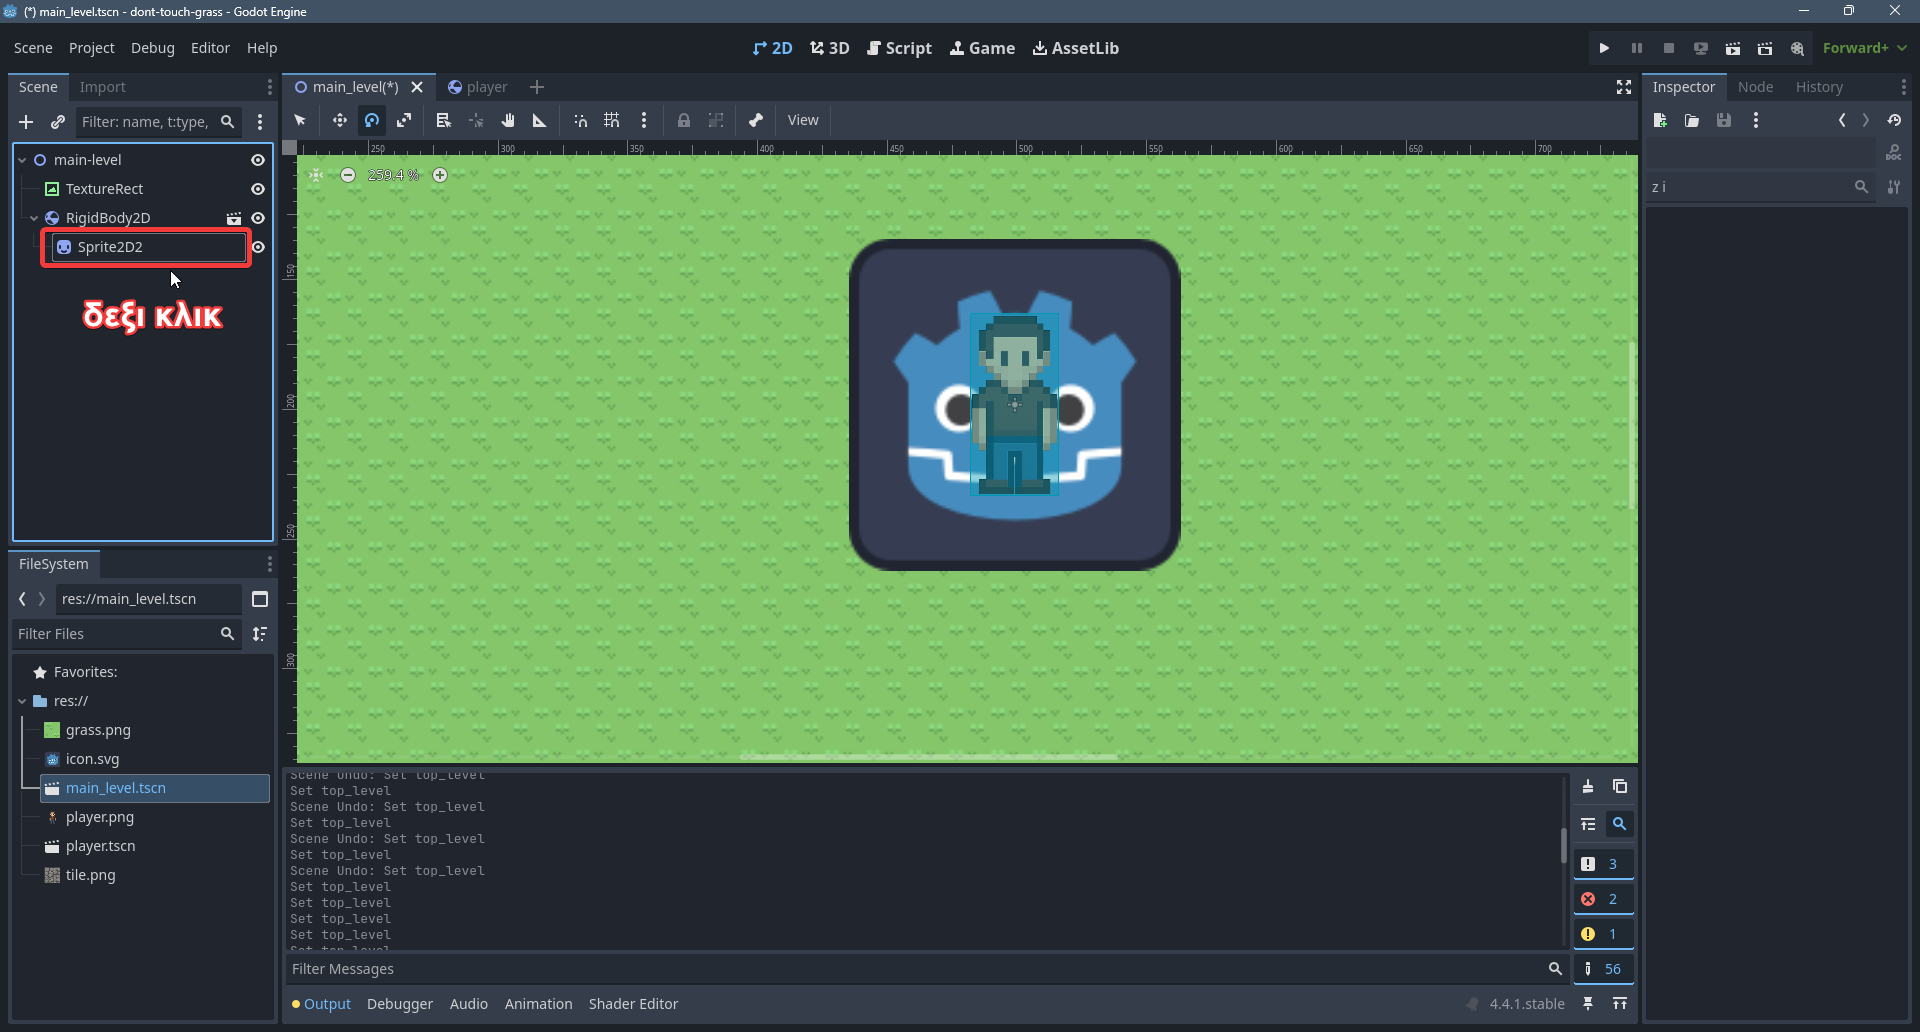 (*) main_level.tscn - dont-touch-grass - Godot Engine
Scene Project Debug Editor Help
2D 3D Script Game AssetLib
Forward+
Scene Import
main_level(*) player
Inspector Node History
Filter: name, t:type,
View
main-level
TextureRect
RigidBody2D
Sprite2D2
δεξι κλικ
250 300 350 400 450 500 550 600 650 700
150
200
250
300
259.4 %
z i
FileSystem
res://main_level.tscn
Filter Files
Favorites:
res://
grass.png
icon.svg
main_level.tscn
player.png
player.tscn
tile.png
Scene Undo: Set top_level
Set top_level
Scene Undo: Set top_level
Set top_level
Scene Undo: Set top_level
Set top_level
Scene Undo: Set top_level
Set top_level
Set top_level
Set top_level
Set top_level
Set top_level
3
2
1
56
Filter Messages
Output Debugger Audio Animation Shader Editor
4.4.1.stable